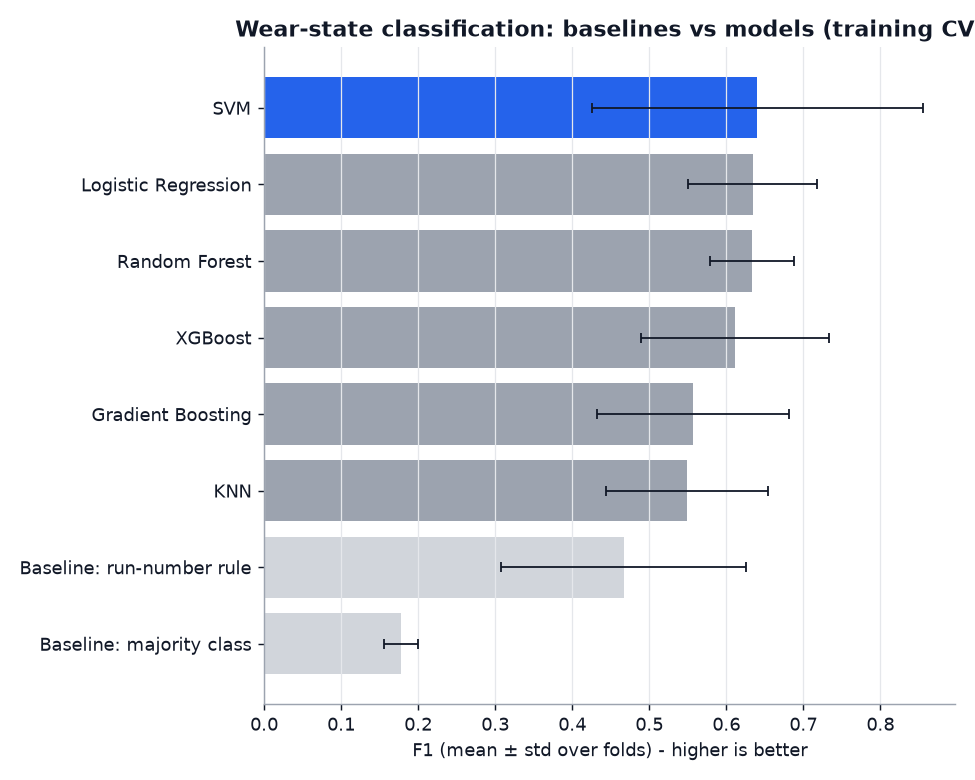 Wear-state classification: baselines vs models (training CV
SVM
Logistic Regression
Random Forest
XGBoost
Gradient Boosting
KNN
Baseline: run-number rule
Baseline: majority class
0.0 0.1 0.2 0.3 0.4 0.5 0.6 0.7 0.8
F1 (mean ± std over folds) - higher is better